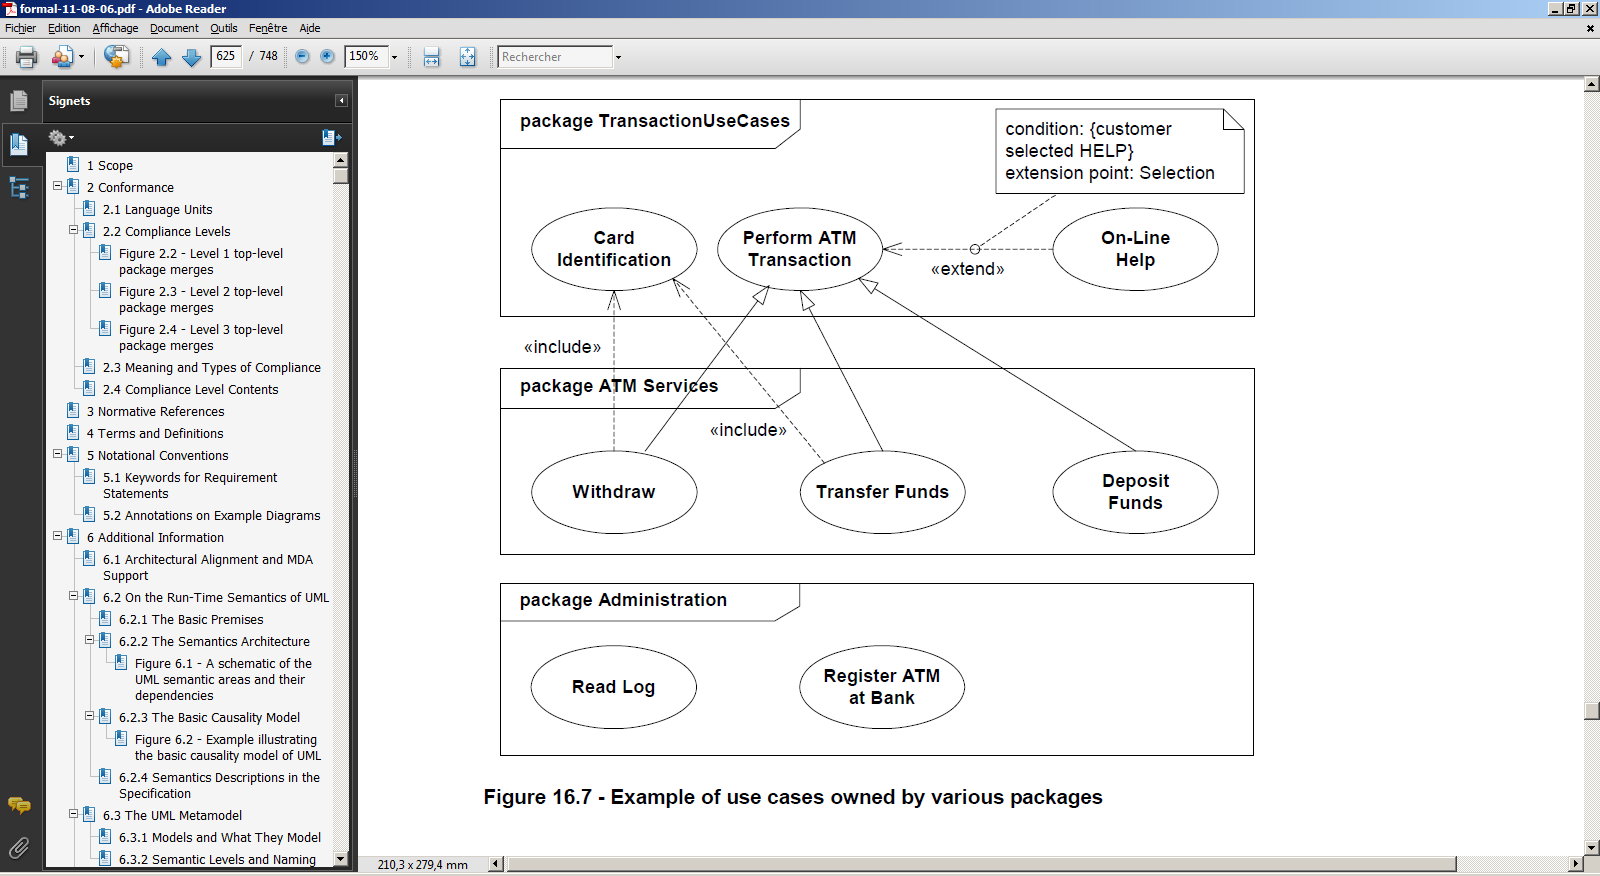 formal-11-08-06.pdf - Adobe Reader
Fichier Edition Affichage Document Outils Fenêtre Aide
625 / 748 150% Rechercher
Signets
1 Scope
2 Conformance
2.1 Language Units
2.2 Compliance Levels
Figure 2.2 - Level 1 top-level
package merges
Figure 2.3 - Level 2 top-level
package merges
Figure 2.4 - Level 3 top-level
package merges
2.3 Meaning and Types of Compliance
2.4 Compliance Level Contents
3 Normative References
4 Terms and Definitions
5 Notational Conventions
5.1 Keywords for Requirement
Statements
5.2 Annotations on Example Diagrams
6 Additional Information
6.1 Architectural Alignment and MDA
Support
6.2 On the Run-Time Semantics of UML
6.2.1 The Basic Premises
6.2.2 The Semantics Architecture
Figure 6.1 - A schematic of the
UML semantic areas and their
dependencies
6.2.3 The Basic Causality Model
Figure 6.2 - Example illustrating
the basic causality model of UML
6.2.4 Semantics Descriptions in the
Specification
6.3 The UML Metamodel
6.3.1 Models and What They Model
6.3.2 Semantic Levels and Naming
package TransactionUseCases
condition: {customer
selected HELP}
extension point: Selection
Card
Identification
Perform ATM
Transaction
«extend»
On-Line
Help
«include»
package ATM Services
«include»
Withdraw
Transfer Funds
Deposit
Funds
package Administration
Read Log
Register ATM
at Bank
Figure 16.7 - Example of use cases owned by various packages
210,3 x 279,4 mm